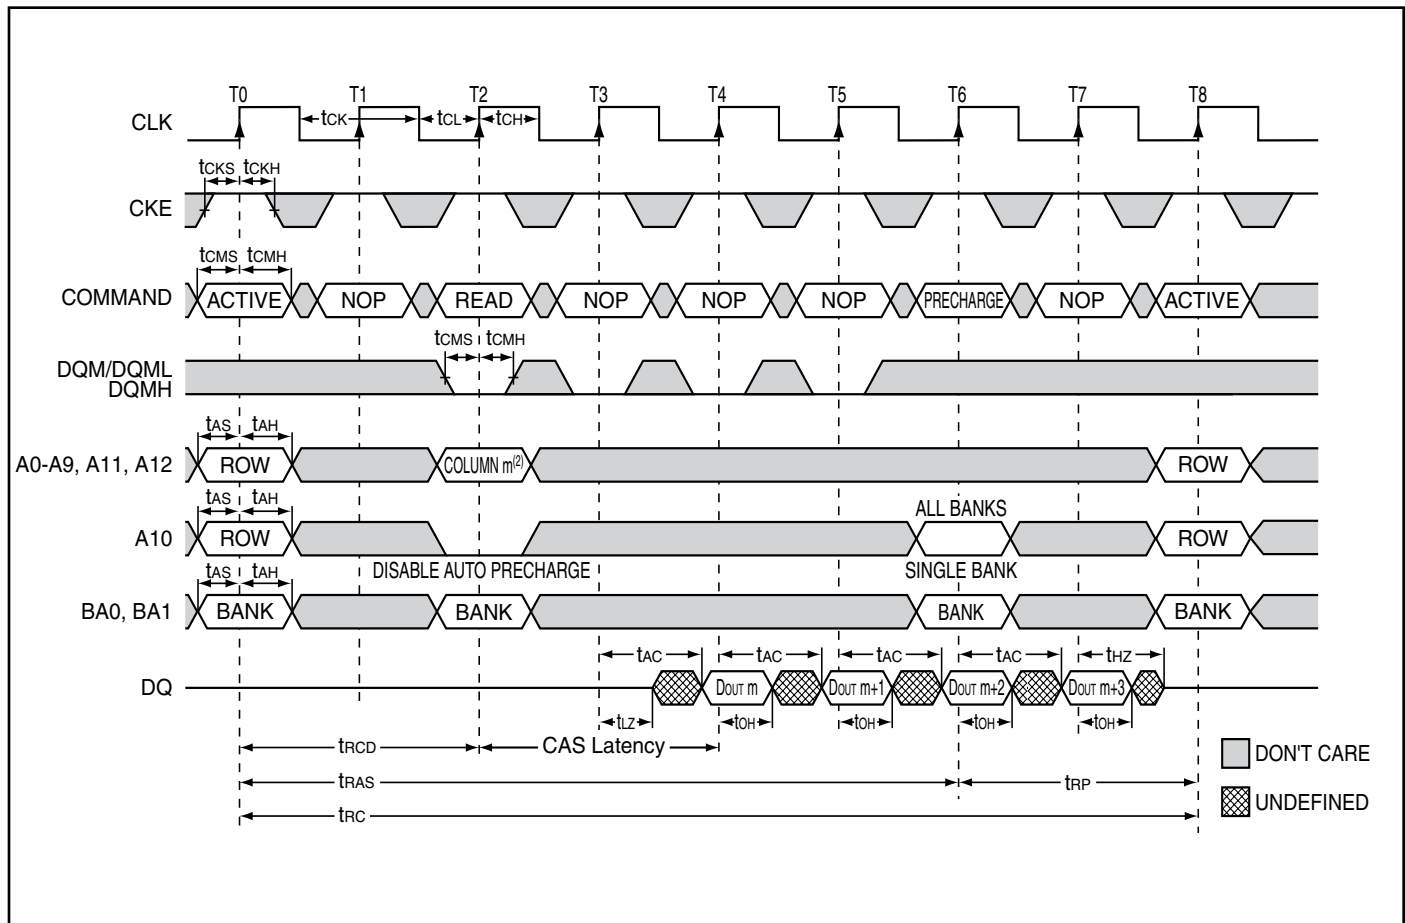 T0 T1 T2 T3 T4 T5 T6 T7 T8
CLK tCK tCL tCH
tCKS tCKH
CKE
tCMS tCMH
COMMAND ACTIVE NOP READ NOP NOP NOP PRECHARGE NOP ACTIVE
tCMS tCMH
DQM/DQML
DQMH
tAS tAH
A0-A9, A11, A12 ROW COLUMN m(2) ROW
tAS tAH ALL BANKS
A10 ROW ROW
DISABLE AUTO PRECHARGE SINGLE BANK
tAS tAH
BA0, BA1 BANK BANK BANK BANK
tAC tAC tAC tAC tHZ
DQ DOUT m DOUT m+1 DOUT m+2 DOUT m+3
tLZ tOH tOH tOH tOH
tRCD CAS Latency
DON'T CARE
tRAS tRP
UNDEFINED
tRC